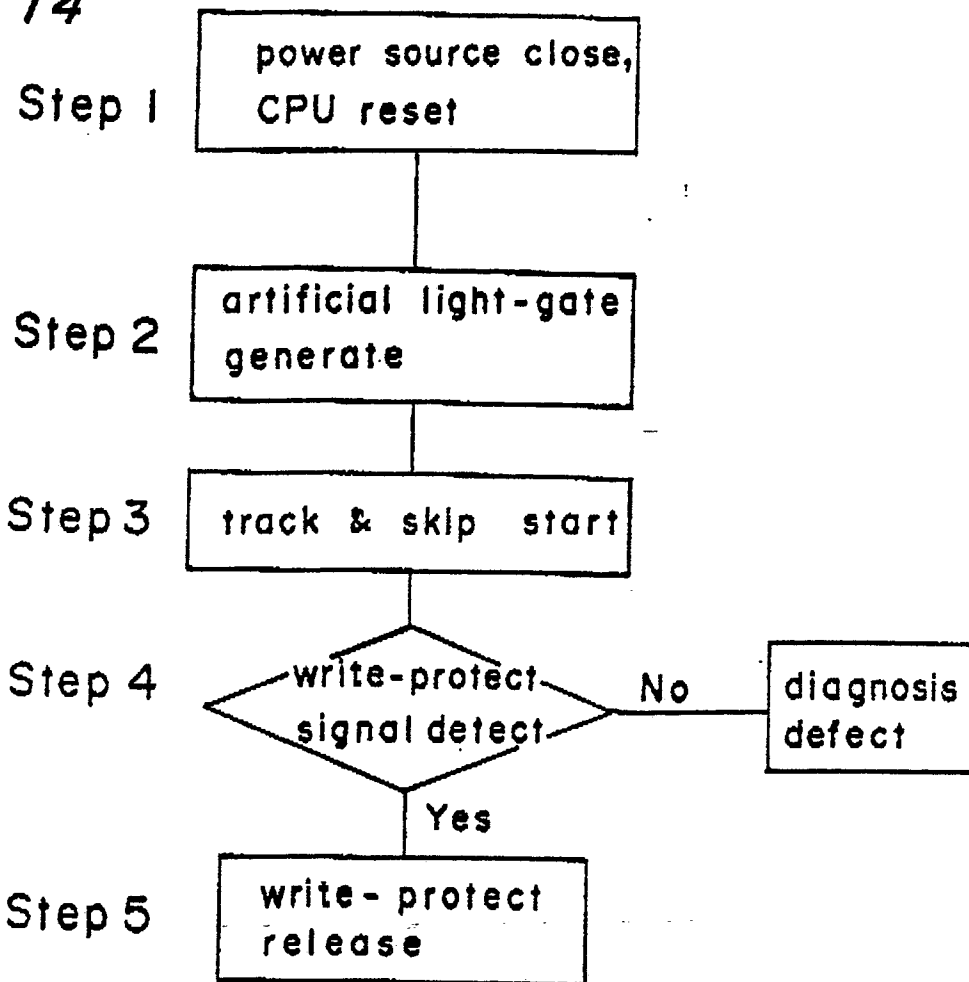 14
Step 1
power source close,
CPU reset
Step 2
artificial light-gate
generate
Step 3
track & skip start
Step 4
write-protect
signal detect
No
diagnosis
defect
Yes
Step 5
write-protect
release